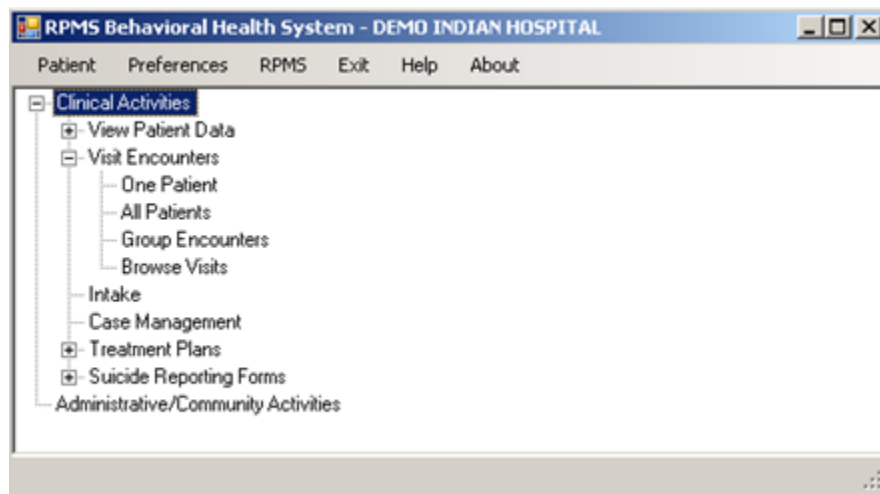 RPMS Behavioral Health System - DEMO INDIAN HOSPITAL
Patient Preferences RPMS Exit Help About
Clinical Activities
View Patient Data
Visit Encounters
One Patient
All Patients
Group Encounters
Browse Visits
Intake
Case Management
Treatment Plans
Suicide Reporting Forms
Administrative/Community Activities